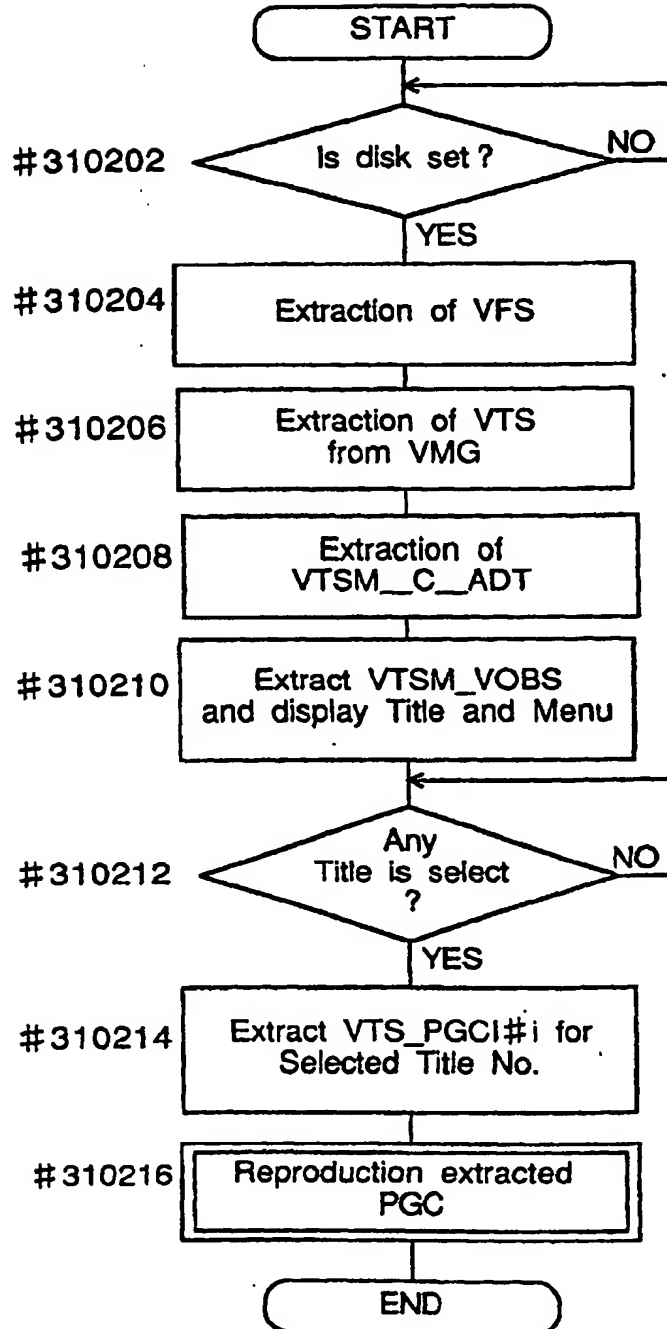 START
#310202
Is disk set ?
NO
YES
#310204
Extraction of VFS
#310206
Extraction of VTS
from VMG
#310208
Extraction of
VTSM__C__ADT
#310210
Extract VTSM_VOBS
and display Title and Menu
#310212
Any
Title is select
?
NO
YES
#310214
Extract VTS_PGCI#i for
Selected Title No.
#310216
Reproduction extracted
PGC
END